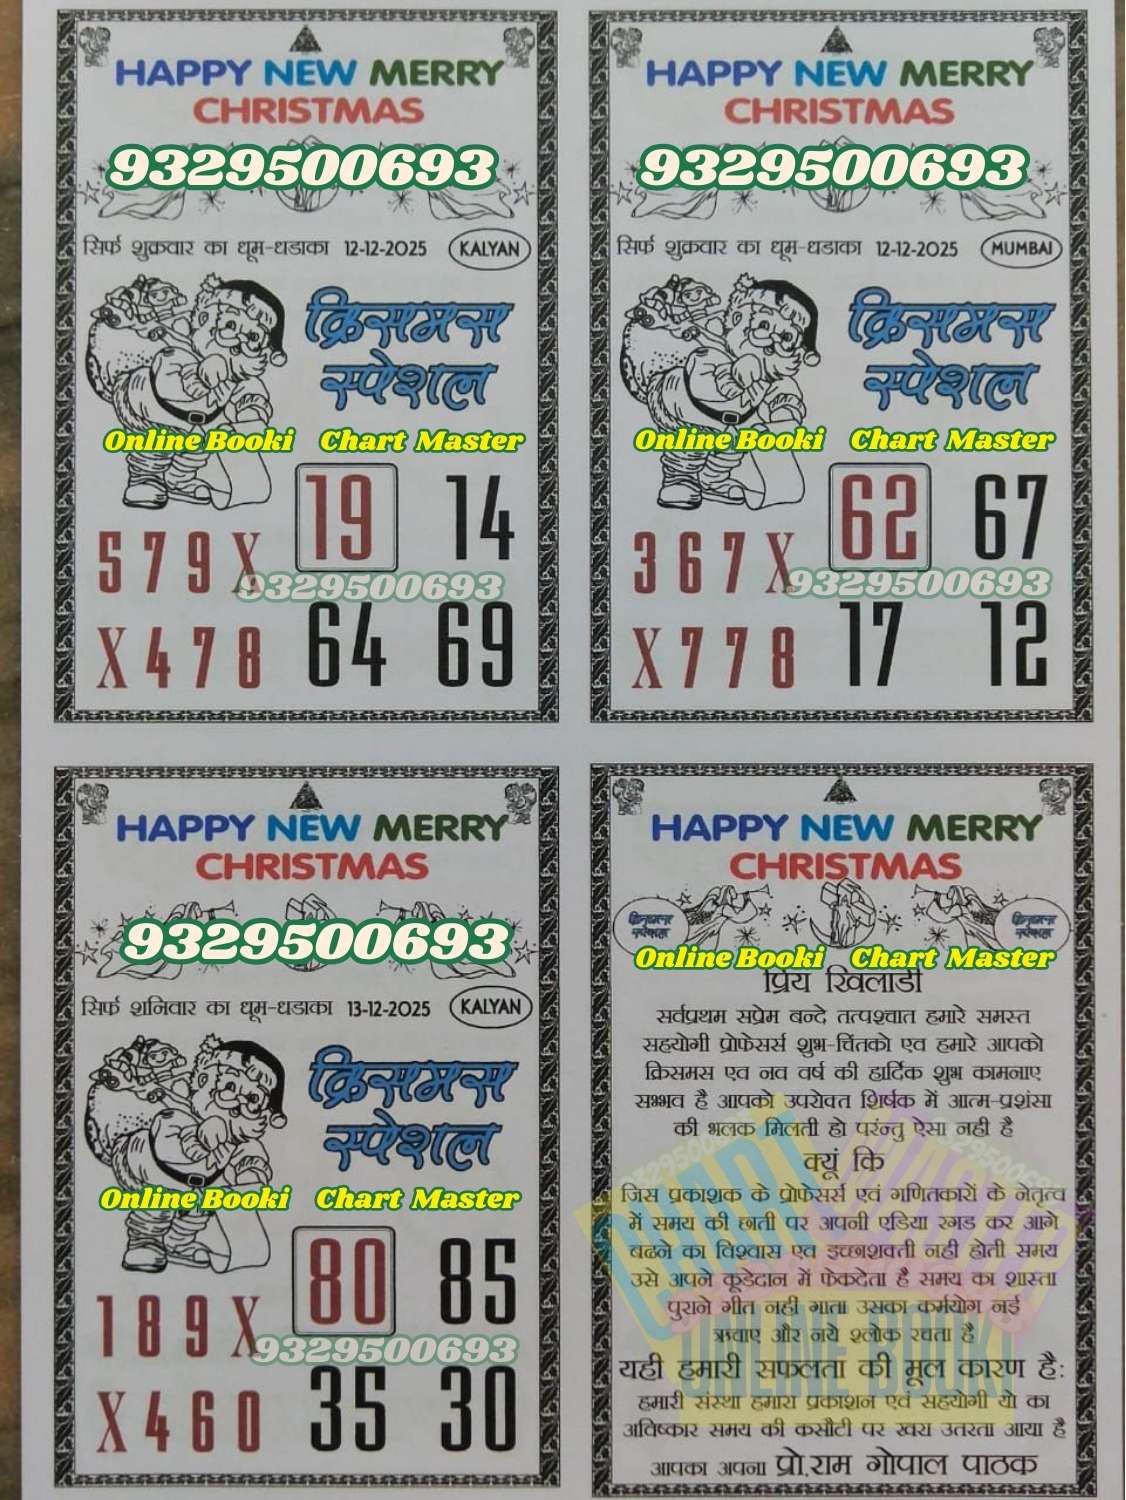 HAPPY NEW MERRY
CHRISTMAS
9329500693
सिर्फ शुक्रवार का धूम-धडाका 12-12-2025 KALYAN
क्रिसमस
स्पेशल
Online Booki Chart Master
19 14
579X
9329500693
64 69
X478
HAPPY NEW MERRY
CHRISTMAS
9329500693
सिर्फ शुक्रवार का धूम-धडाका 12-12-2025 MUMBAI
क्रिसमस
स्पेशल
Online Booki Chart Master
62 67
367X
9329500693
17 12
X778
HAPPY NEW MERRY
CHRISTMAS
9329500693
सिर्फ शनिवार का धूम-धडाका 13-12-2025 KALYAN
क्रिसमस
स्पेशल
Online Booki Chart Master
80 85
189X
9329500693
35 30
X460
HAPPY NEW MERRY
CHRISTMAS
क्रिसमस स्पेशल क्रिसमस स्पेशल
Online Booki Chart Master
प्रिय खिलाडी
सर्वप्रथम सप्रेम बन्दे तत्पश्चात हमारे समस्त
सहयोगी प्रोफेसर्स शुभ-चिंतको एव हमारे आपको
क्रिसमस एव नव वर्ष की हार्दिक शुभ कामनाए
सम्भव है आपको उपरोक्त शिर्षक में आत्म-प्रशंसा
की भलक मिलती हो परंन्तु ऐसा नही है
क्यूं कि
जिस प्रकाशक के प्रोफेसर्स एवं गणितकारों के नेतृत्व
में समय की छाती पर अपनी एडिया रगड कर आगे
बढने का विश्वास एव इच्छाशक्ती नही होती समय
उसे अपने कूडेदान में फेकदेता है समय का शास्ता
पुराने गीत नहीं गाता उसका कर्मयोग नई
ऋचाए और नये श्लोक रचता है
यही हमारी सफलता की मूल कारण है:
हमारी संस्था हमारा प्रकाशन एवं सहयोगी यो का
अविष्कार समय की कसौटी पर खरा उतरता आया है
आपका अपना प्रो.राम गोपाल पाठक
ONLINE BOOKI